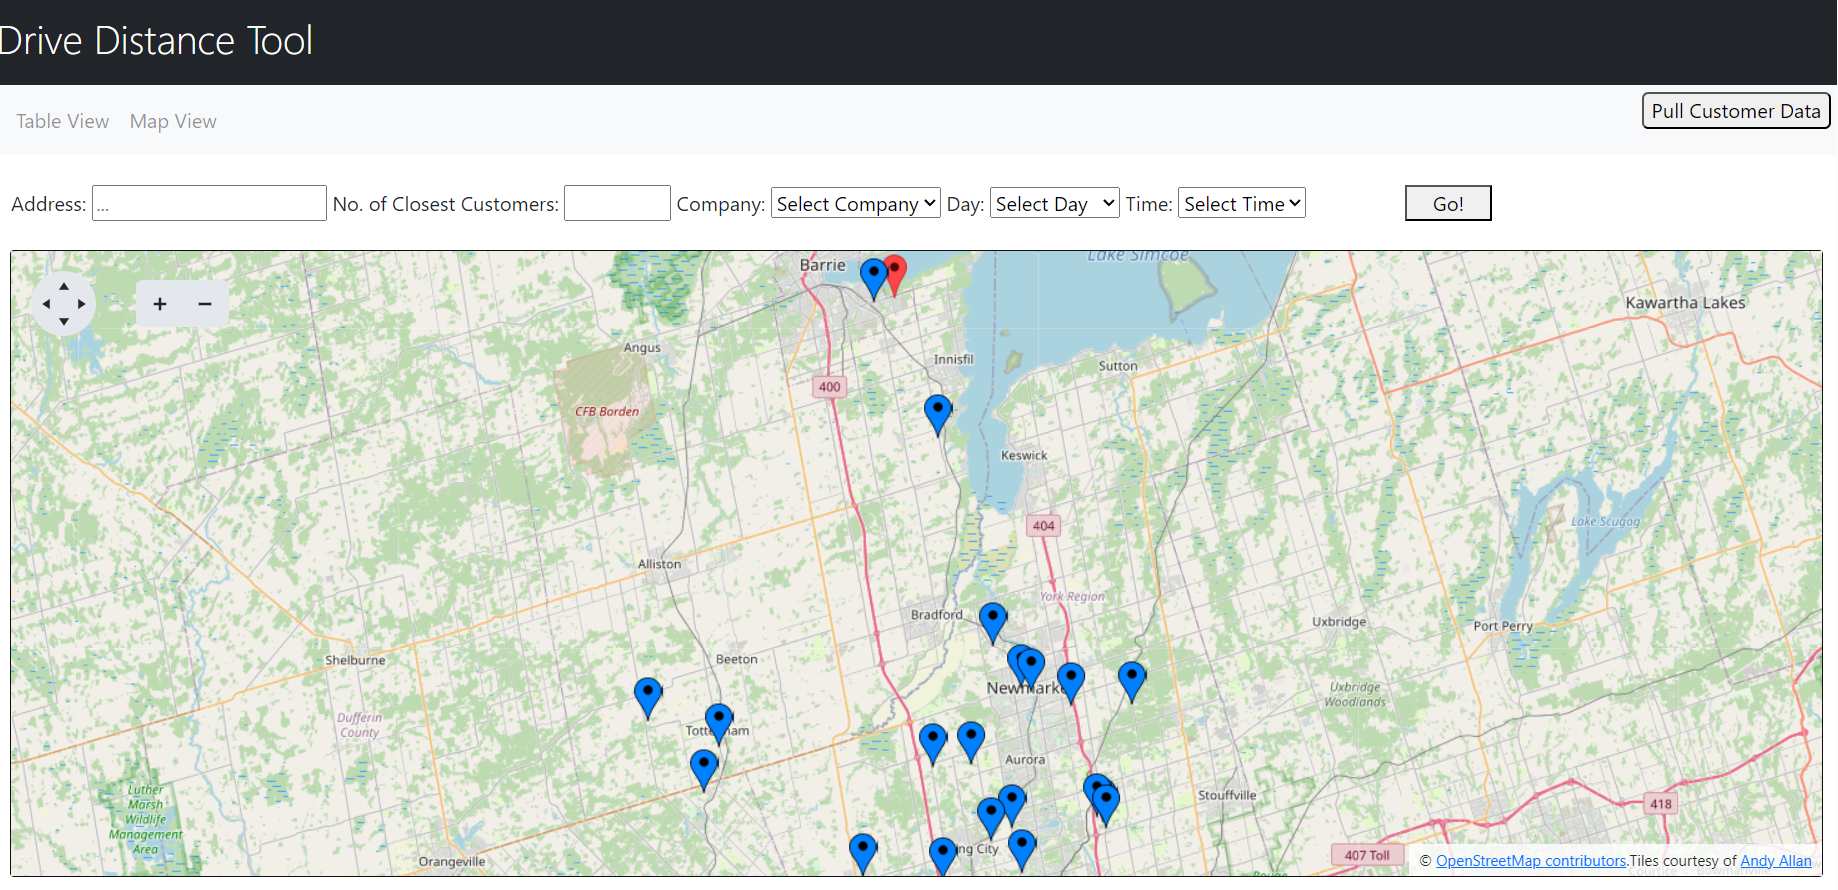 Drive Distance Tool
Table View Map View
Pull Customer Data
Address: ... No. of Closest Customers: Company: Select Company Day: Select Day Time: Select Time Go!
Barrie
Lake Simcoe
Kawartha Lakes
+ −
Angus
Innisfil
Sutton
400
CFB Borden
Keswick
404
Lake Scugog
Alliston
York Region
Bradford
Uxbridge
Port Perry
Beeton
Shelburne
Newmark
Uxbridge
Woodlands
Dufferin
County
Tott ham
Aurora
Luther
Marsh
Wildlife
Management
Area
Stouffville
418
ng City
407 Toll
Orangeville
© OpenStreetMap contributors.Tiles courtesy of Andy Allan